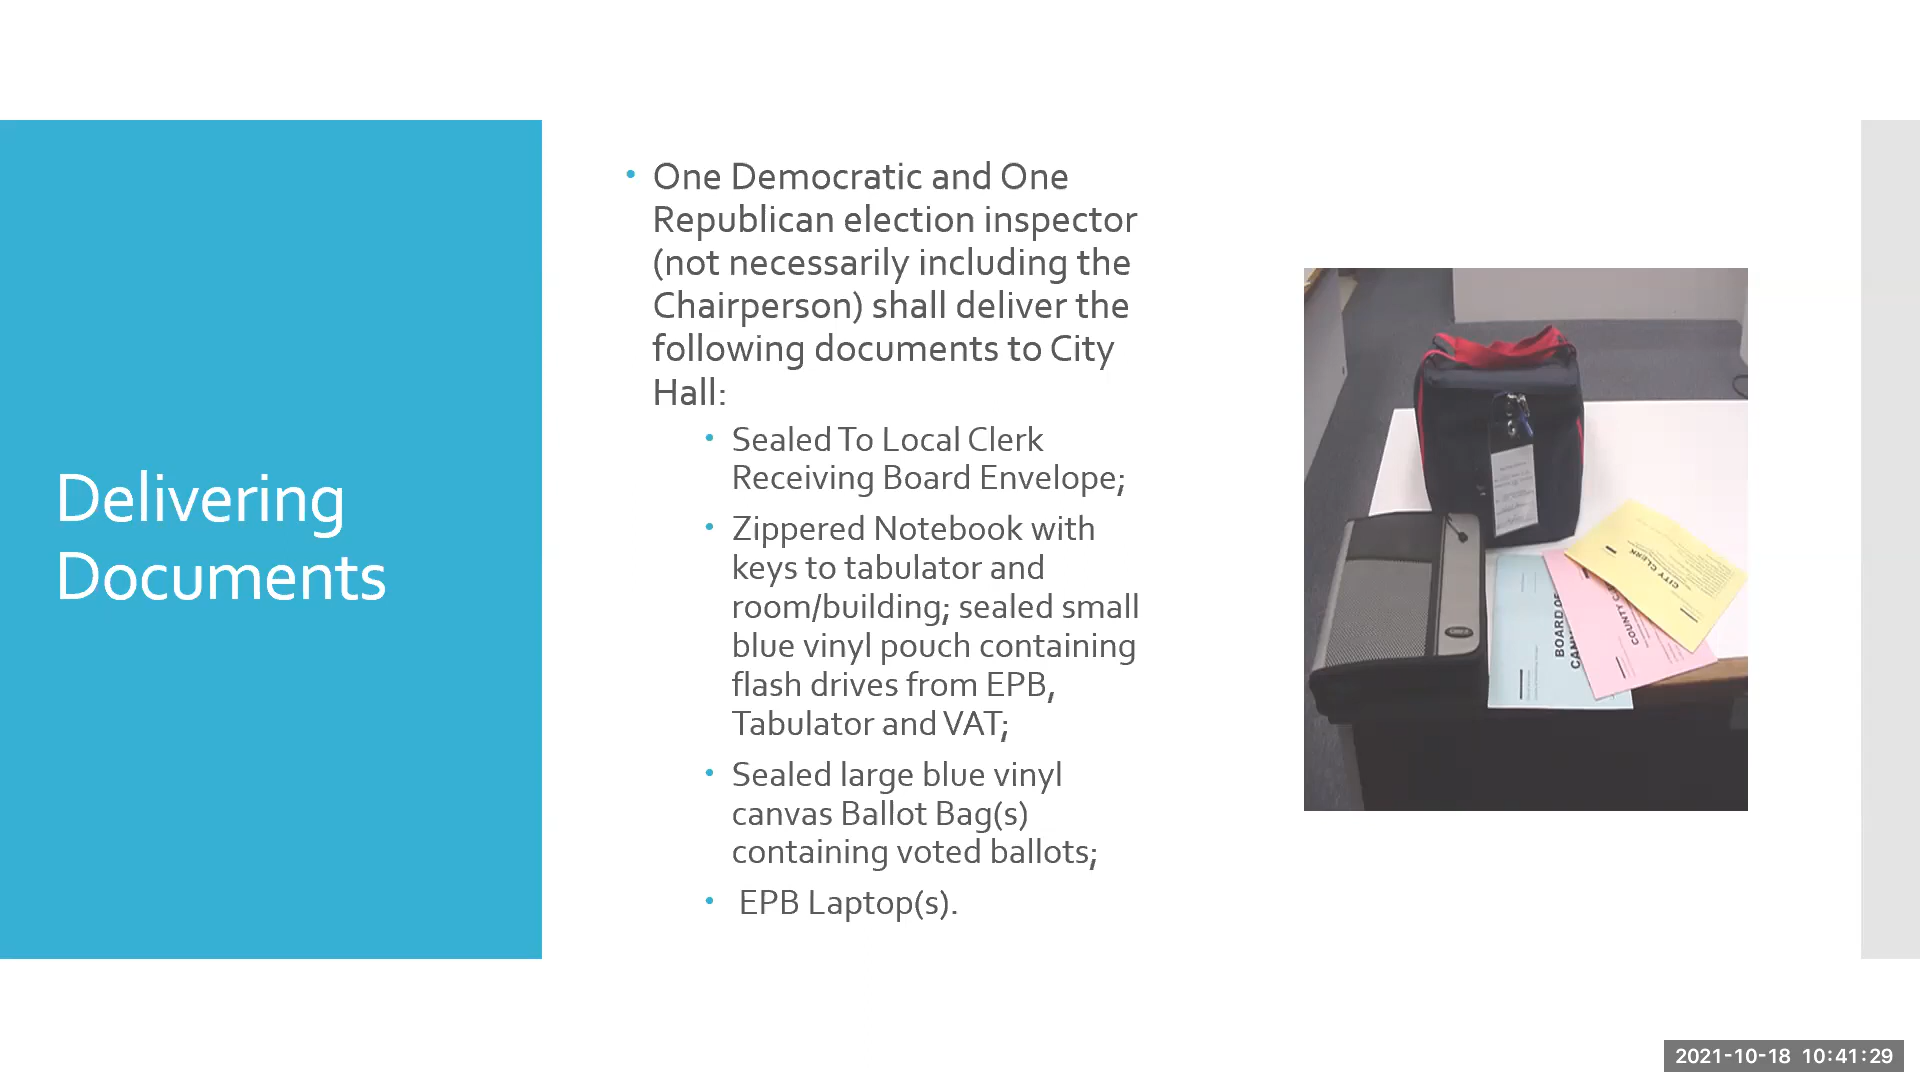 Delivering
Documents
• One Democratic and One
Republican election inspector
(not necessarily including the
Chairperson) shall deliver the
following documents to City
Hall:
• Sealed To Local Clerk
Receiving Board Envelope;
• Zippered Notebook with
keys to tabulator and
room/building; sealed small
blue vinyl pouch containing
flash drives from EPB,
Tabulator and VAT;
• Sealed large blue vinyl
canvas Ballot Bag(s)
containing voted ballots;
• EPB Laptop(s).
CITY CLERK
COUNTY
BOARD OF
2021-10-18 10:41:29